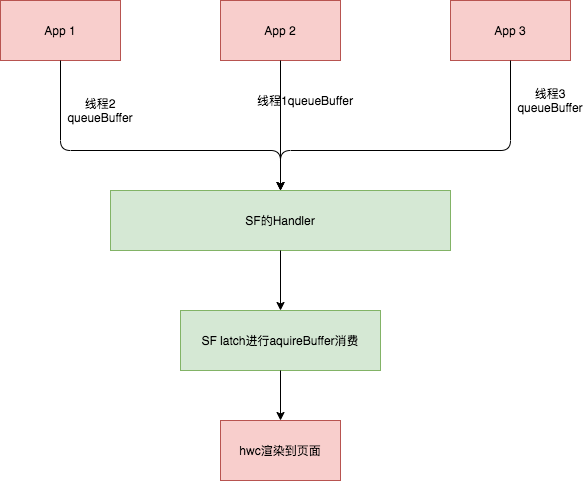 App 1
App 2
App 3
线程2
queueBuffer
线程1queueBuffer
线程3
queueBuffer
SF的Handler
SF latch进行aquireBuffer消费
hwc渲染到页面